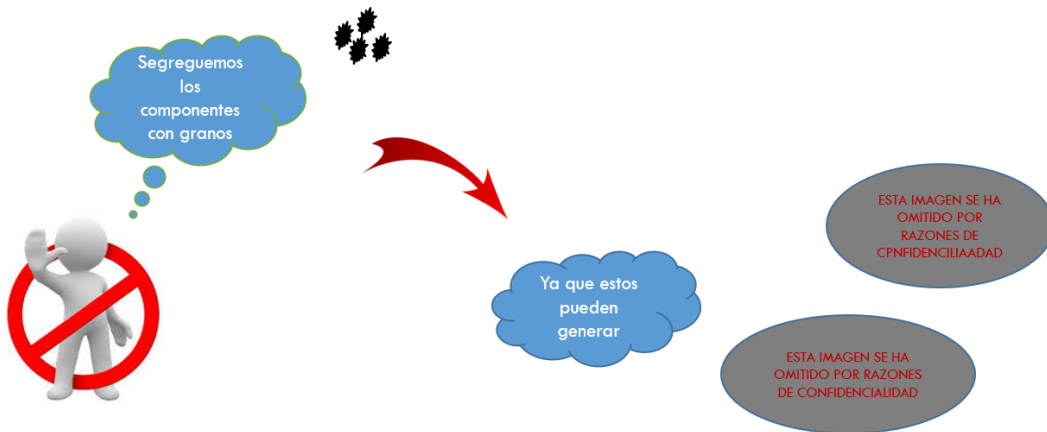 Segreguemos
los
componentes
con granos
Ya que estos
pueden
generar
ESTA IMAGEN SE HA
OMITIDO POR
RAZONES DE
CPNFIDENCILIAADAD
ESTA IMAGEN SE HA
OMITIDO POR RAZONES
DE CONFIDENCIALIDAD